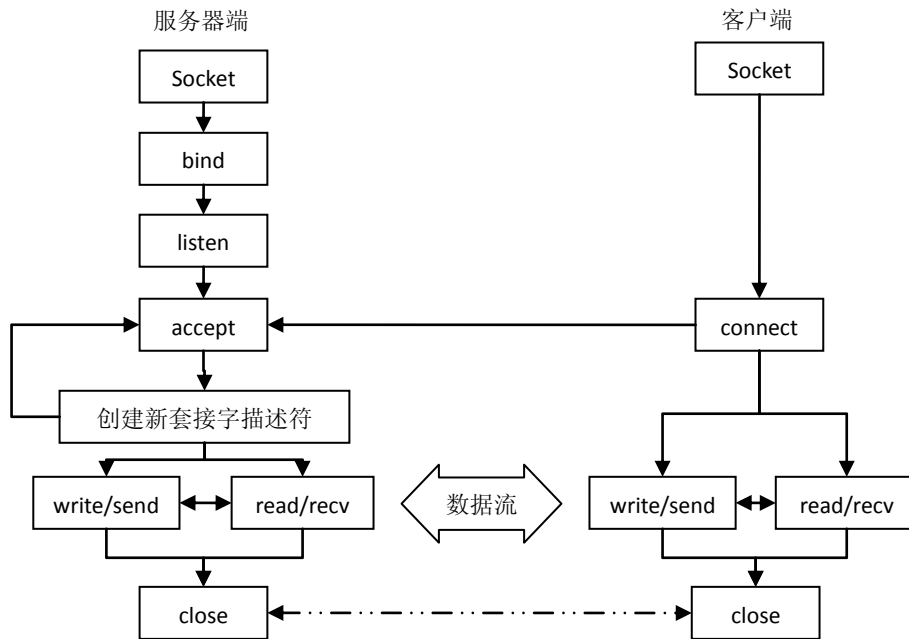 服务器端
客户端
Socket
Socket
bind
listen
accept
connect
创建新套接字描述符
write/send
read/recv
数据流
write/send
read/recv
close
close